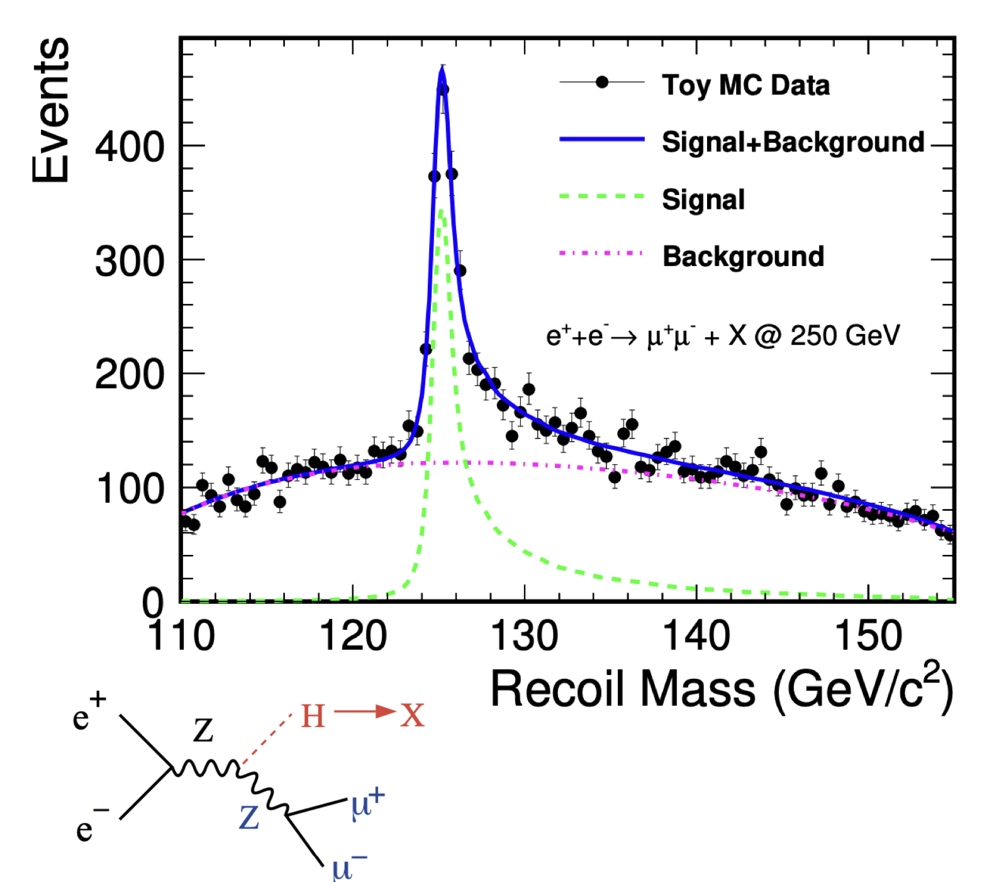 Events
400
300
200
100
0
110 120 130 140 150
Recoil Mass (GeV/c²)
Toy MC Data
Signal+Background
Signal
Background
e⁺+e⁻→ μ⁺μ⁻ + X @ 250 GeV
e⁺
Z
H
X
e⁻
Z
μ⁺
μ⁻